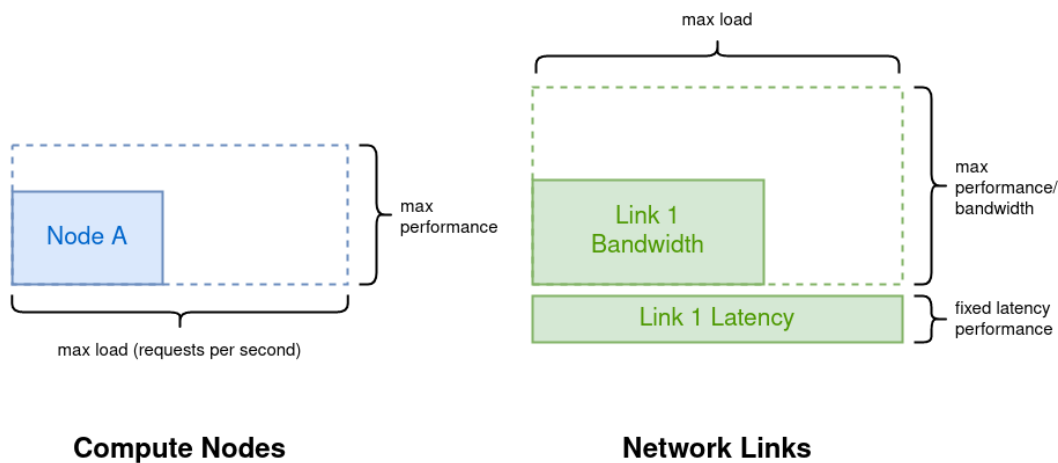 max load
max
performance
Node A
max load (requests per second)
Link 1
Bandwidth
max
performance/
bandwidth
Link 1 Latency
fixed latency
performance
Compute Nodes
Network Links